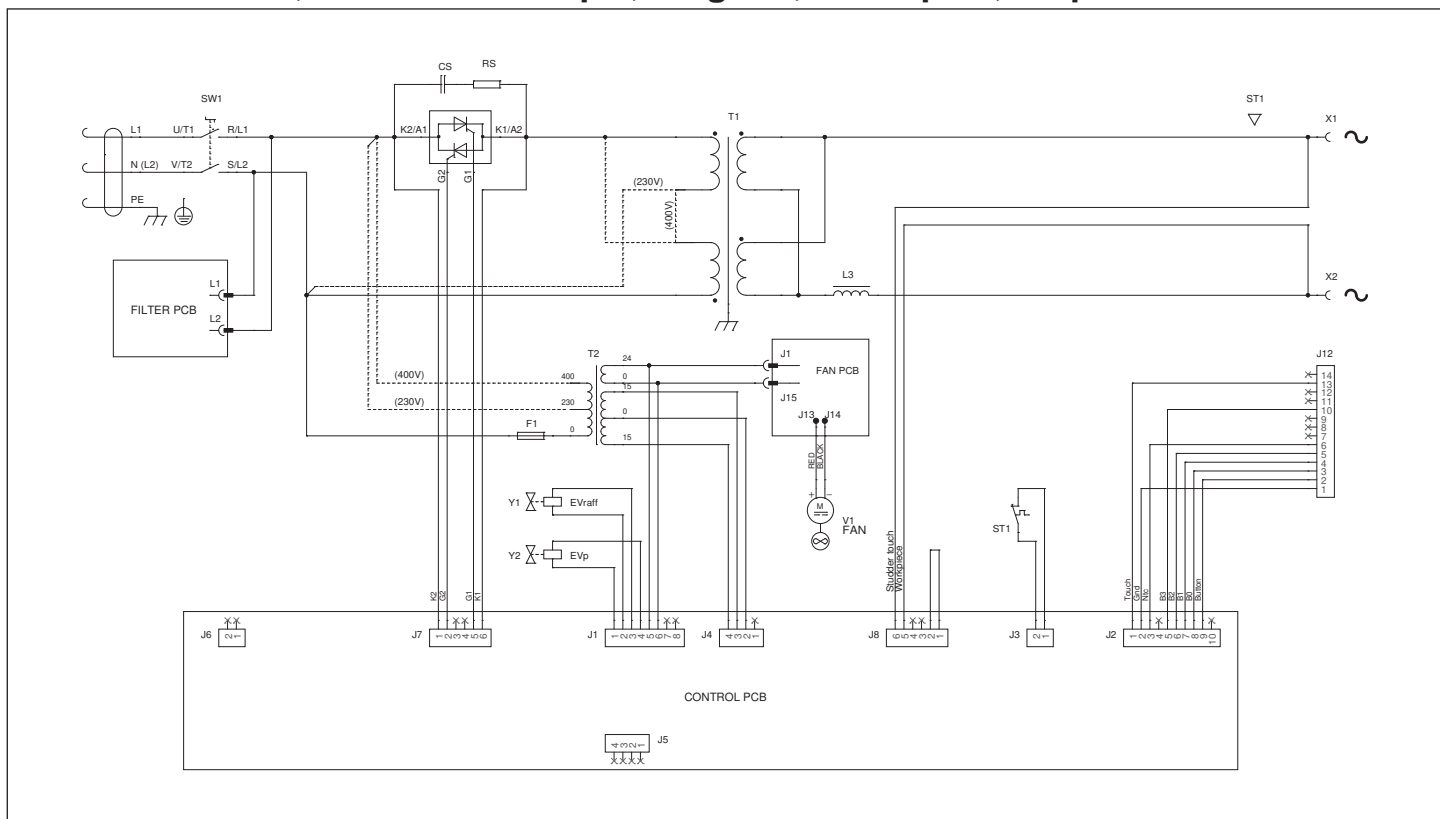 CS RS
SW1
ST1
T1
X1
L1 U/T1 R/L1 K2/A1 K1/A2
N (L2) V/T2 S/L2
G2 G1
PE
(230V)
(400V)
L3
X2
L1
FILTER PCB
L2
T2
24
J1
FAN PCB
J12
(400V) 400 0
15
J15
(230V) 230 0
J13 J14
F1 0 15
RED
BLACK
14
13
12
11
10
9
8
7
6
5
4
3
2
1
Y1 EVraff
+ M -
V1
FAN
ST1
Y2 EVp
Studder touch
Workpiece
K2
G2
G1
K1
Touch
Gnd
Ntc
B3
B2
B1
B0
Button
J6 2 1
J7 1 2 3 4 5 6
J1 1 2 3 4 5 6 7 8
J4 4 3 2 1
J8 6 5 4 3 2 1
J3 2 1
J2 1 2 3 4 5 6 7 8 9 10
CONTROL PCB
4 3 2 1 J5